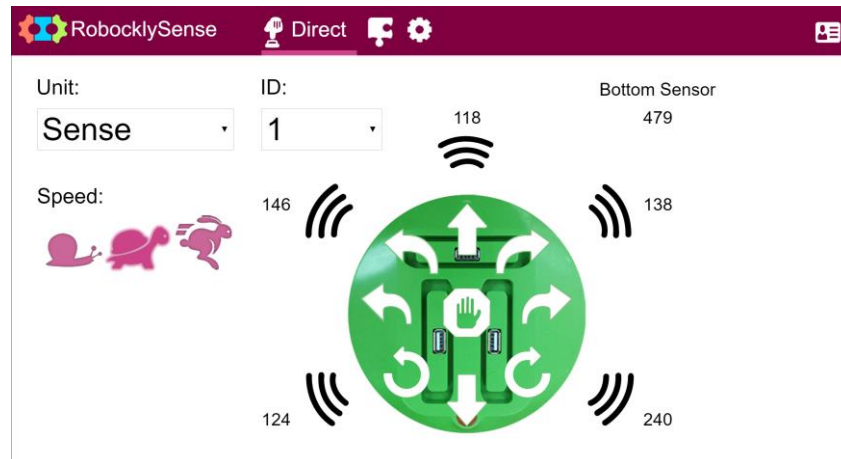 RobocklySense
Direct
Unit:
ID:
Bottom Sensor
Sense
1
118
479
Speed:
146
138
124
240